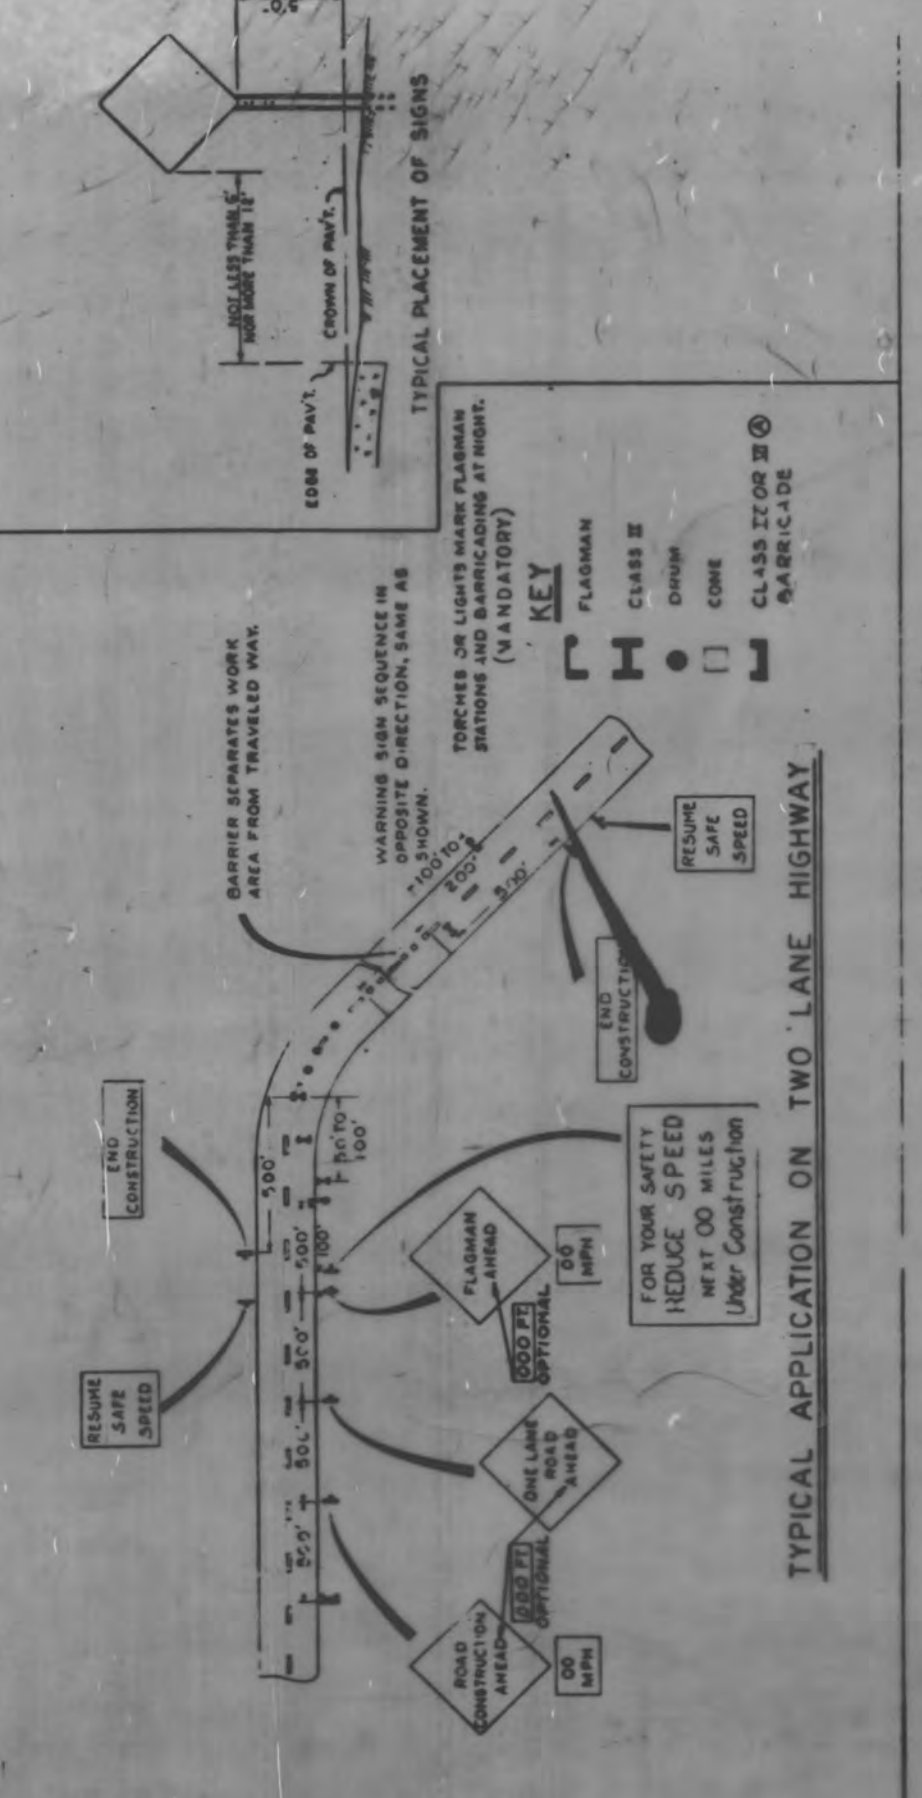 RESUME
SAFE
SPEED
END
CONSTRUCTION
BARRIER SEPARATES WORK
AREA FROM TRAVELED WAY.
WARNING SIGN SEQUENCE IN
OPPOSITE DIRECTION, SAME AS
SHOWN.
TORCHES OR LIGHTS MARK FLAGMAN
STATIONS AND BARRICADING AT NIGHT.
(MANDATORY)
KEY
FLAGMAN
CLASS II
DRUM
CONE
BARRICADE
500'
500'
500'
500'
100'
500'
50' TO
100'
100' TO
200'
500'
ROAD
CONSTRUCTION
AHEAD
000 FT.
OPTIONAL
00
MPH
ONE LANE
ROAD
AHEAD
FLAGMAN
AHEAD
000 FT.
OPTIONAL
00
MPH
FOR YOUR SAFETY
REDUCE SPEED
NEXT 00 MILES
Under Construction
END
CONSTRUCTION
RESUME
SAFE
SPEED
TYPICAL APPLICATION ON TWO LANE HIGHWAY
NOT LESS THAN 6'
NOR MORE THAN 12'
EDGE OF PAV'T.
CROWN OF PAV'T.
TYPICAL PLACEMENT OF SIGNS